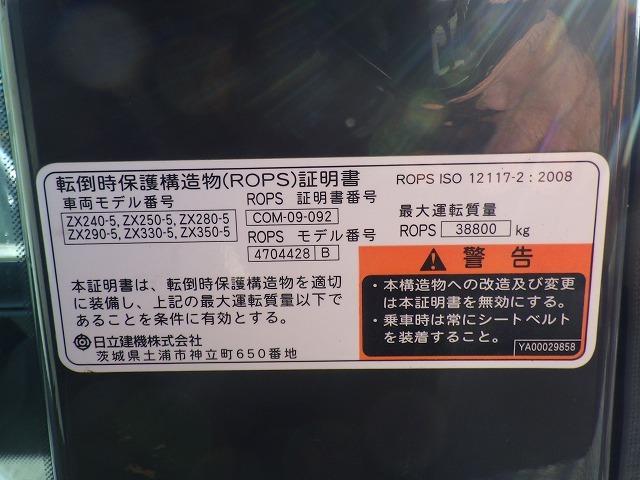 転倒時保護構造物(ROPS)証明書
ROPS ISO 12117-2 : 2008
車両モデル番号
ZX240-5, ZX250-5, ZX280-5
ZX290-5, ZX330-5, ZX350-5
ROPS 証明書番号
COM-09-092
ROPS モデル番号
4704428 B
最大運転質量
ROPS 38800 kg
本証明書は、転倒時保護構造物を適切
に装備し、上記の最大運転質量以下で
あることを条件に有効とする。
日立建機株式会社
茨城県土浦市神立町650番地
警告
・本構造物への改造及び変更
は本証明書を無効にする。
・乗車時は常にシートベルト
を装着すること。
YA00029858